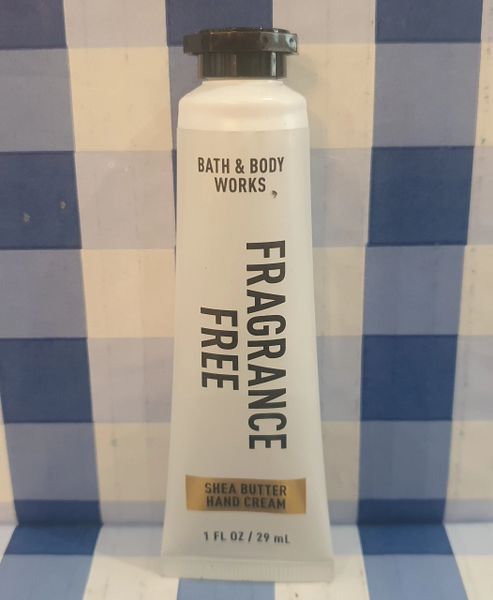 BATH & BODY
WORKS
FRAGRANCE
FREE
SHEA BUTTER
HAND CREAM
1 FL OZ / 29 mL